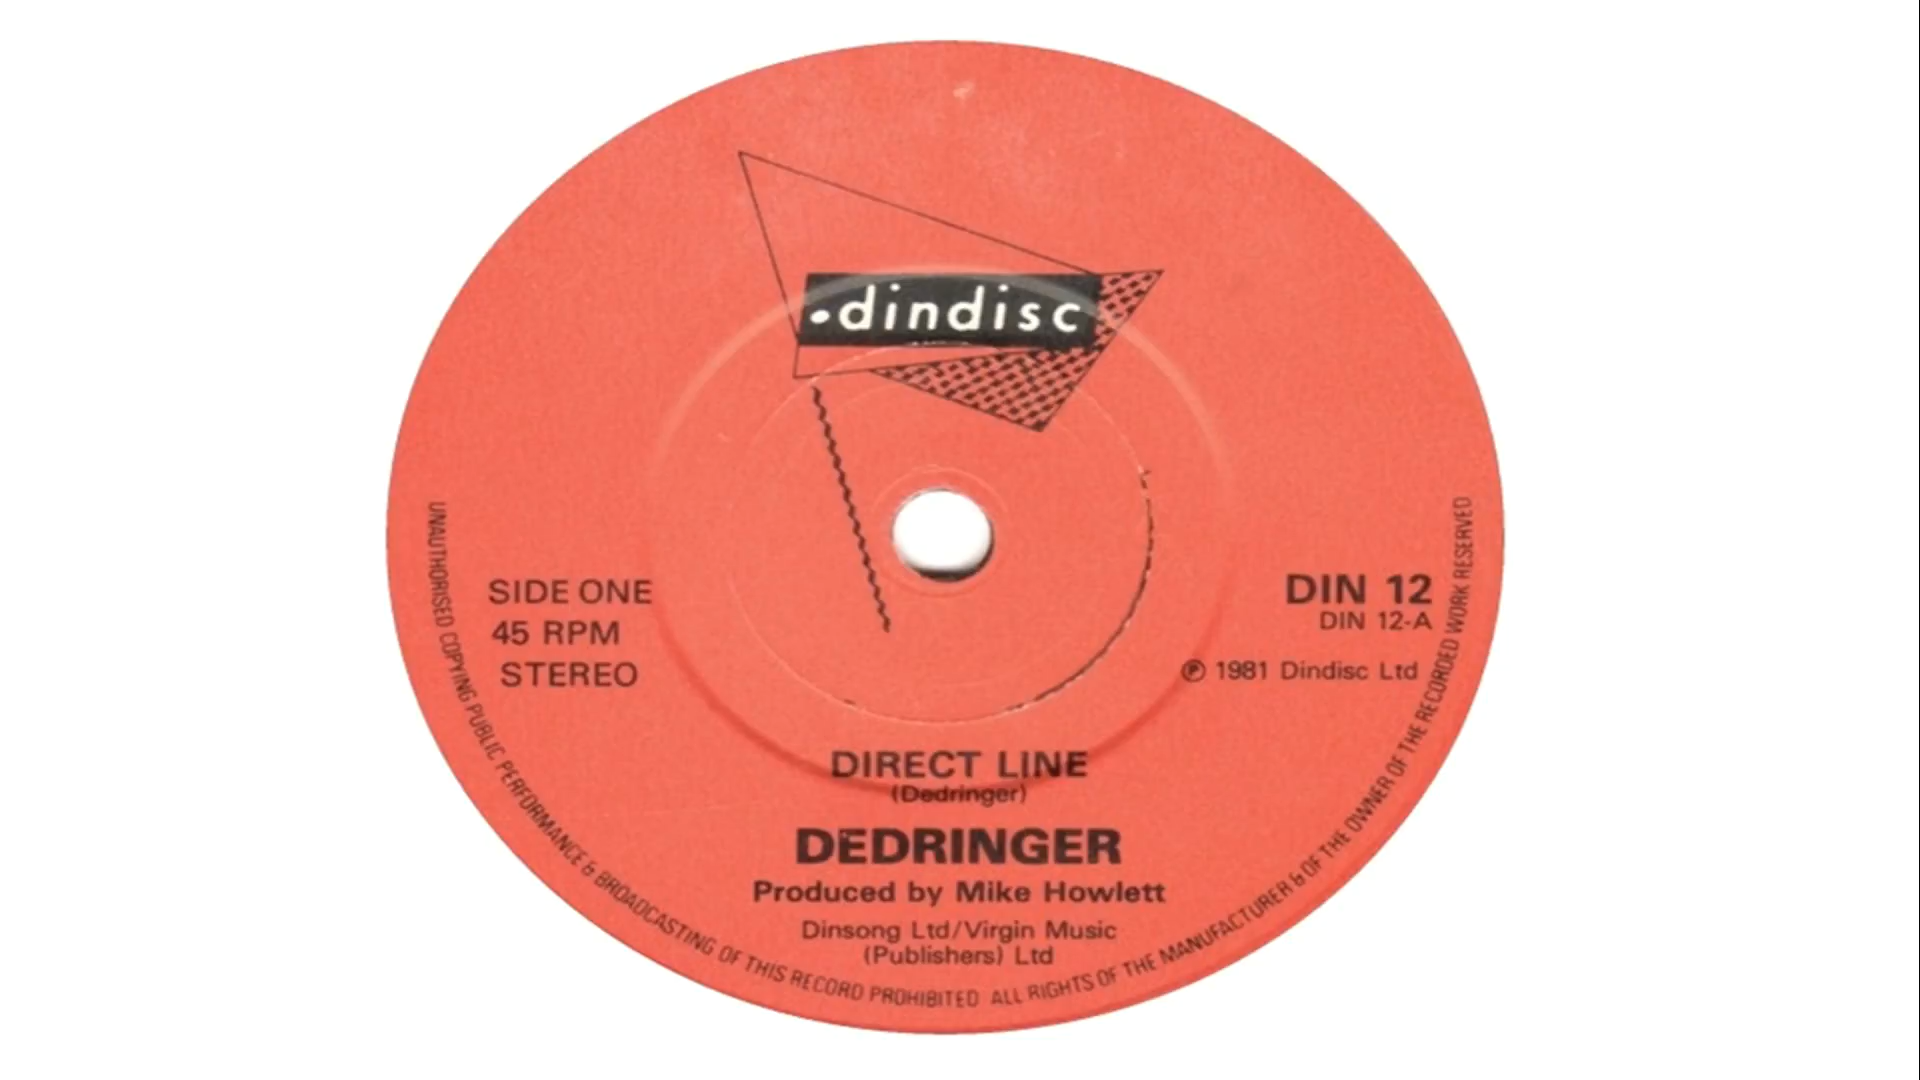 •dindisc
SIDE ONE
45 RPM
STEREO
DIN 12
DIN 12-A
℗ 1981 Dindisc Ltd
DIRECT LINE
(Dedringer)
DEDRINGER
Produced by Mike Howlett
Dinsong Ltd/Virgin Music
(Publishers) Ltd
UNAUTHORISED COPYING PUBLIC PERFORMANCE & BROADCASTING OF THIS RECORD PROHIBITED ALL RIGHTS OF THE MANUFACTURER & OF THE OWNER OF THE RECORDED WORK RESERVED